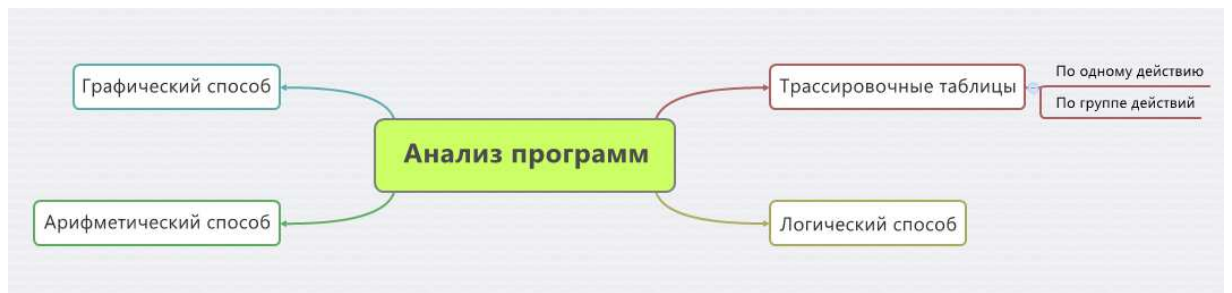 Графический способ
Трассировочные таблицы
По одному действию
По группе действий
Анализ программ
Арифметический способ
Логический способ